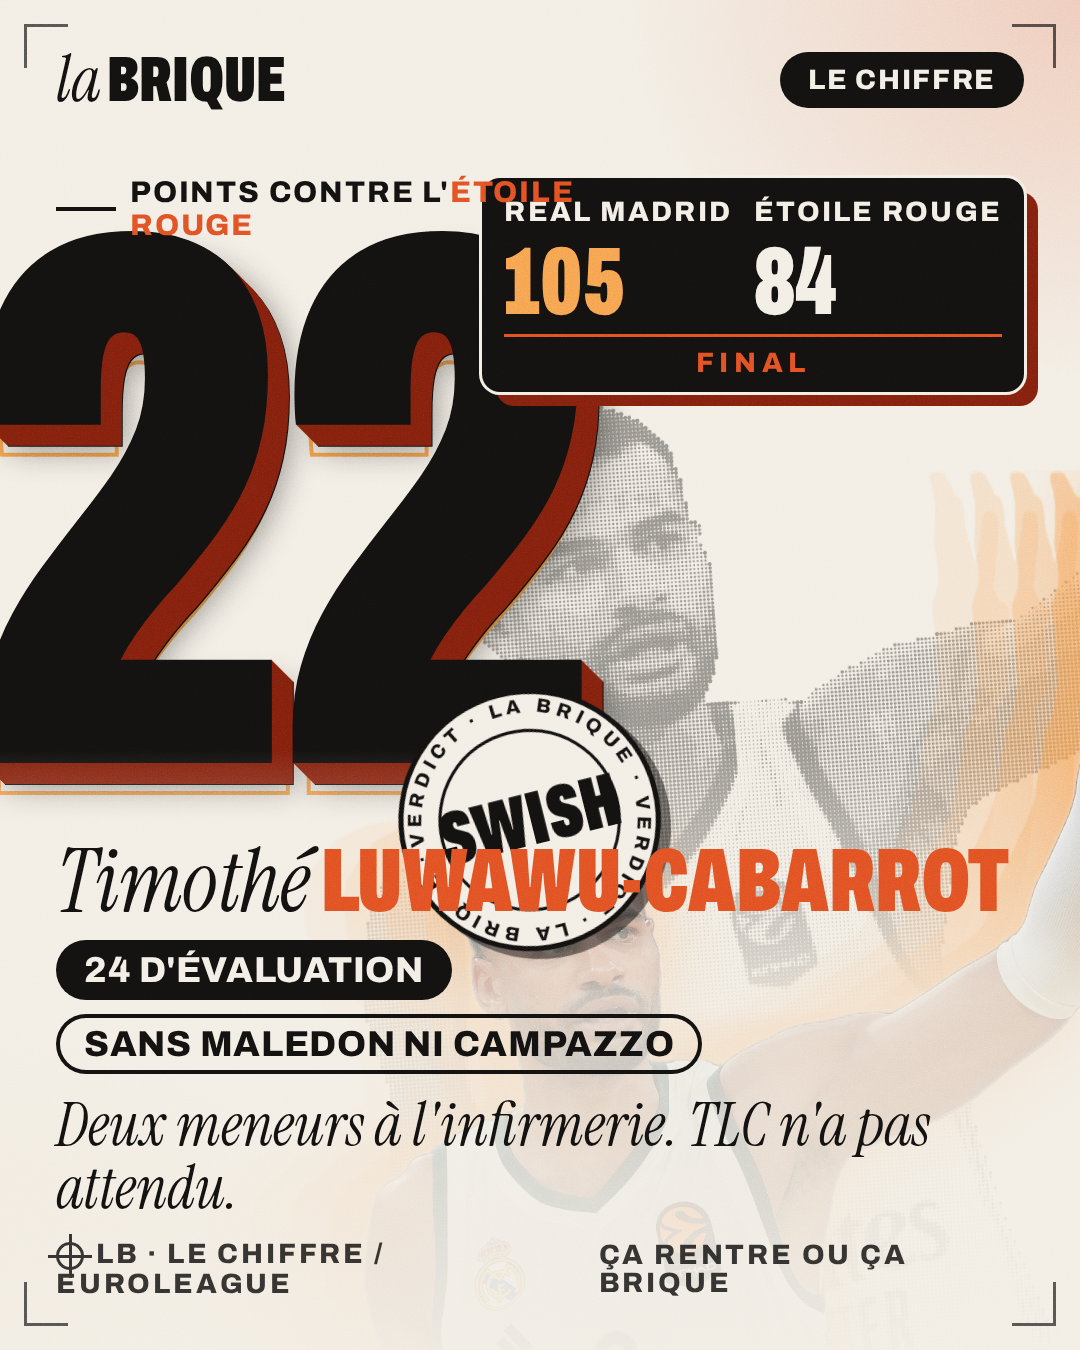 la BRIQUE
LE CHIFFRE
POINTS CONTRE L'ÉTOILE
ROUGE
REAL MADRID ÉTOILE ROUGE
105 84
FINAL
22
VERDICT · LA BRIQUE · VERDICT · LA BRIQ
SWISH
Timothé LUWAWU-CABARROT
24 D'ÉVALUATION
SANS MALEDON NI CAMPAZZO
Deux meneurs à l'infirmerie. TLC n'a pas
attendu.
LB · LE CHIFFRE /
EUROLEAGUE
ÇA RENTRE OU ÇA
BRIQUE